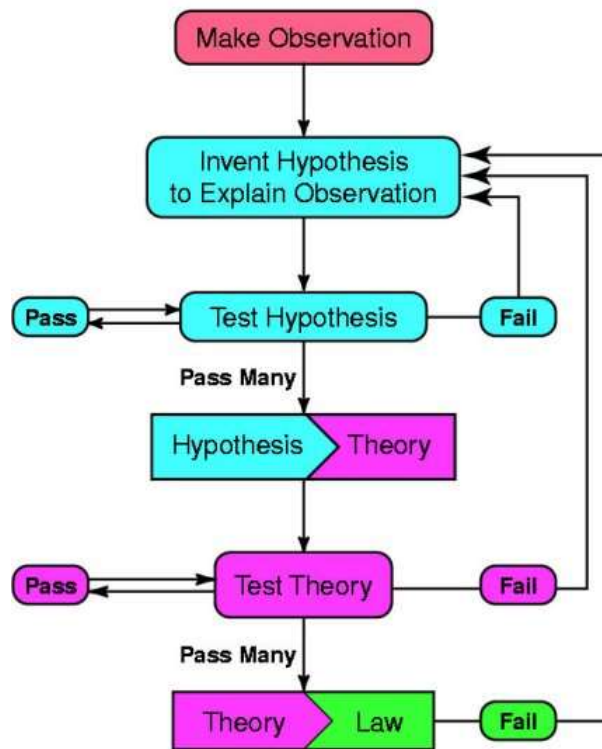 Make Observation
Invent Hypothesis
to Explain Observation
Pass
Test Hypothesis
Fail
Pass Many
Hypothesis
Theory
Pass
Test Theory
Fail
Pass Many
Theory
Law
Fail